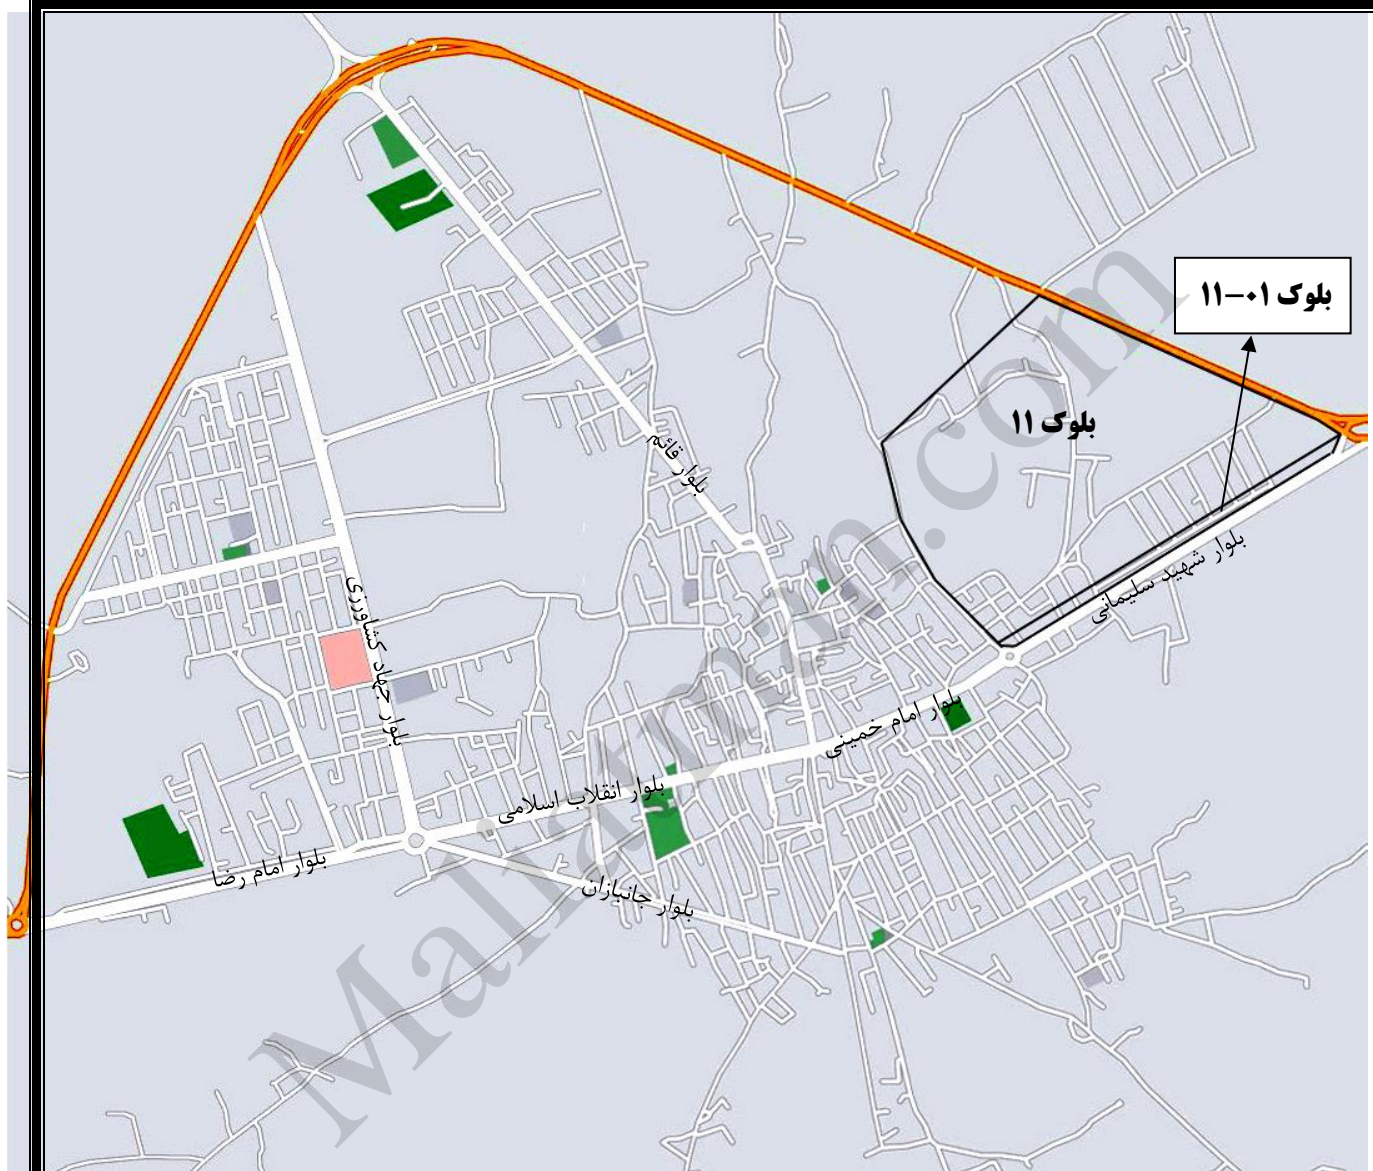 بلوک ۰۱-۱۱
بلوک ۱۱
بلوار قائم
بلوار شهید سلیمانی
بلوار جهاد کشاورزی
بلوار امام خمینی
بلوار انقلاب اسلامی
بلوار امام رضا
بلوار جانبازان
Maliatman.com